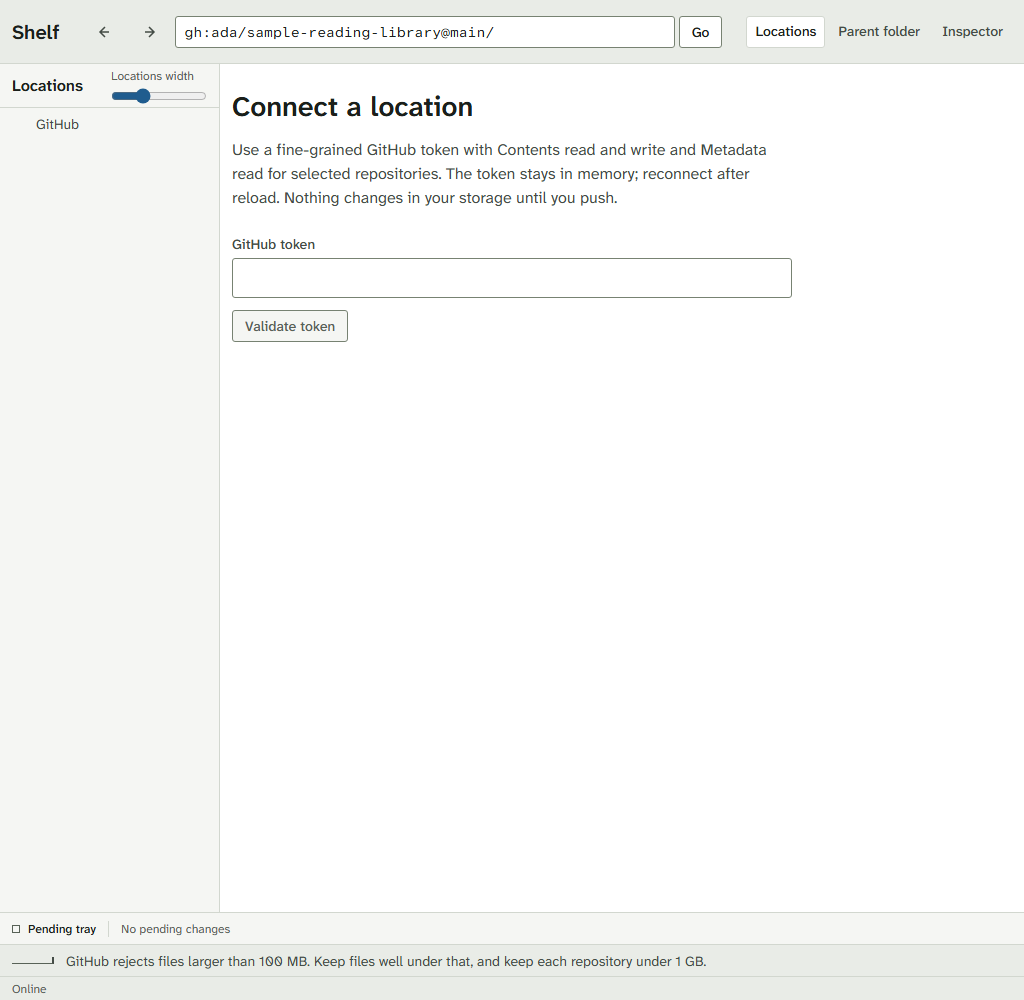 Shelf
gh:ada/sample-reading-library@main/
Go
Locations
Parent folder
Inspector
Locations
Locations width
GitHub
Connect a location
Use a fine-grained GitHub token with Contents read and write and Metadata
read for selected repositories. The token stays in memory; reconnect after
reload. Nothing changes in your storage until you push.
GitHub token
Validate token
Pending tray
No pending changes
GitHub rejects files larger than 100 MB. Keep files well under that, and keep each repository under 1 GB.
Online